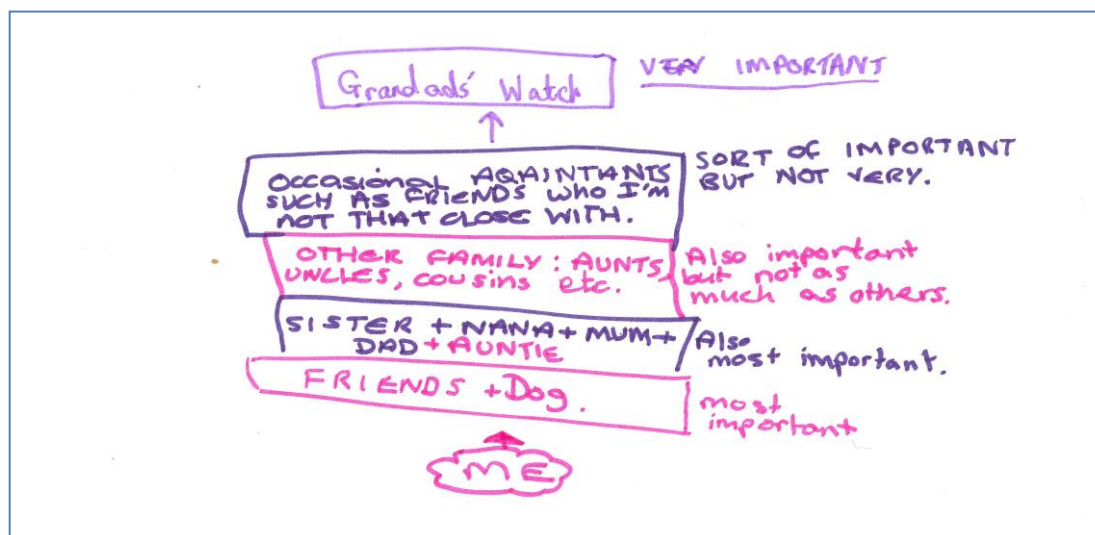 Grandads' Watch
VERY IMPORTANT
OCCASIONAL AQAINTANTS
SUCH AS FRIENDS WHO I'M
NOT THAT CLOSE WITH.
SORT OF IMPORTANT
BUT NOT VERY.
OTHER FAMILY : AUNTS,
UNCLES, COUSINS etc.
Also important
but not as
much as others.
SISTER + NANA + MUM +
DAD + AUNTIE
Also
most important.
FRIENDS + Dog.
most
important
ME